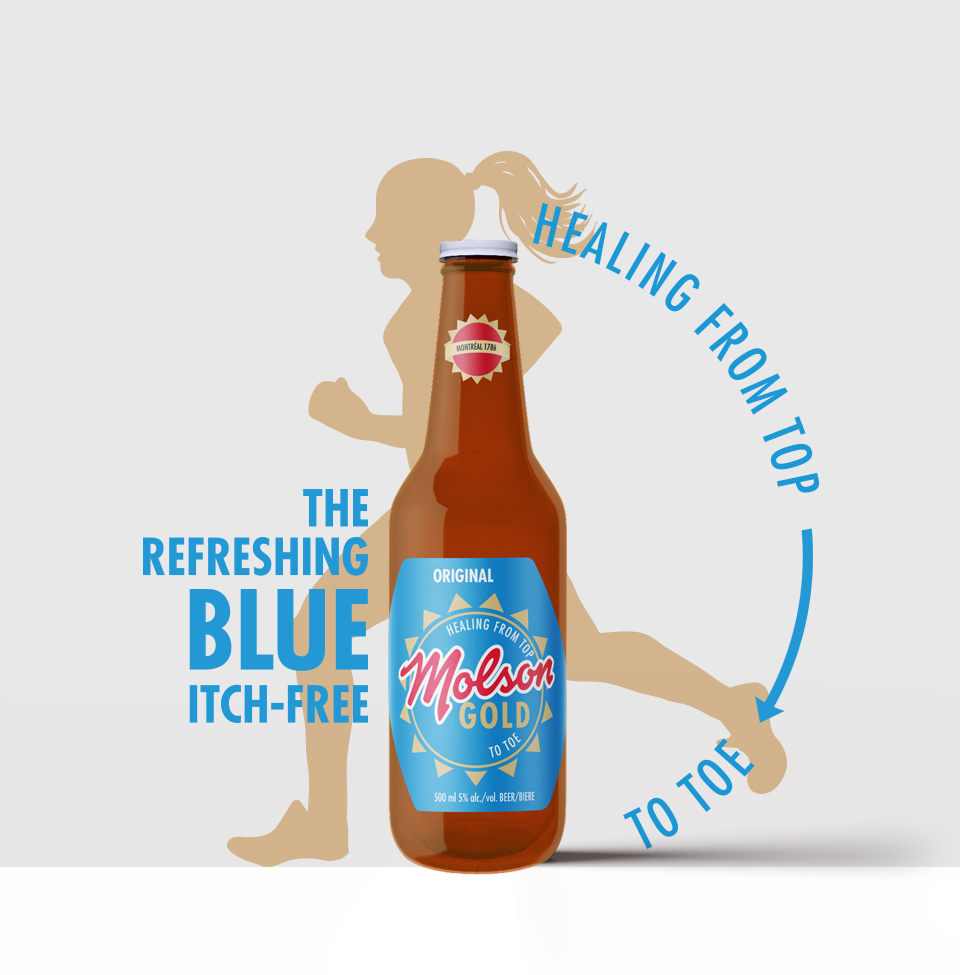 HEALING FROM TOP
TO TOE
THE
REFRESHING
BLUE
ITCH-FREE
MONTRÉAL 1786
ORIGINAL
HEALING FROM TOP
Molson
GOLD
TO TOE
500 ml 5% alc./vol. BEER/BIERE